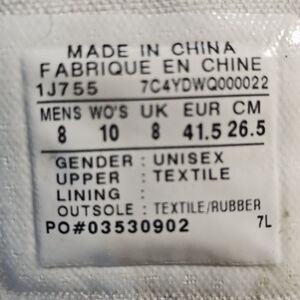 MADE IN CHINA
FABRIQUE EN CHINE
1J755 7C4YDWQ000022
MENS WO'S UK EUR CM
8 10 8 41.5 26.5
GENDER : UNISEX
UPPER : TEXTILE
LINING :
OUTSOLE : TEXTILE/RUBBER
PO#03530902 7L